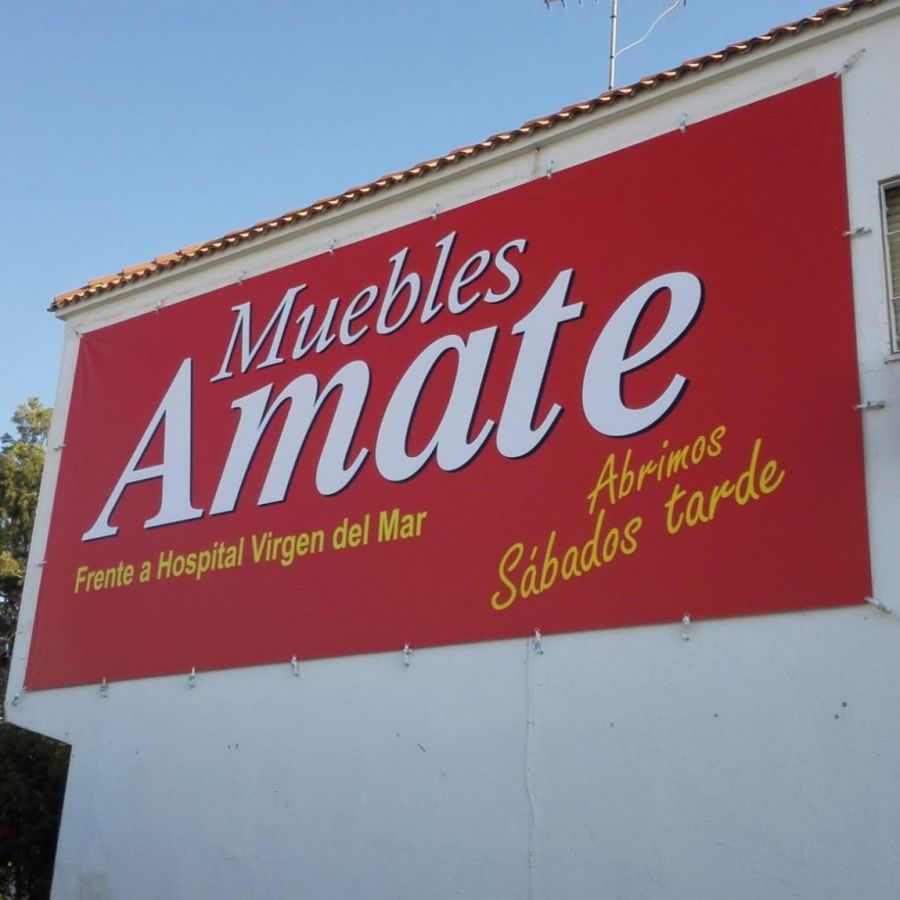 Muebles
Amate
Frente a Hospital Virgen del Mar
Abrimos
Sábados tarde